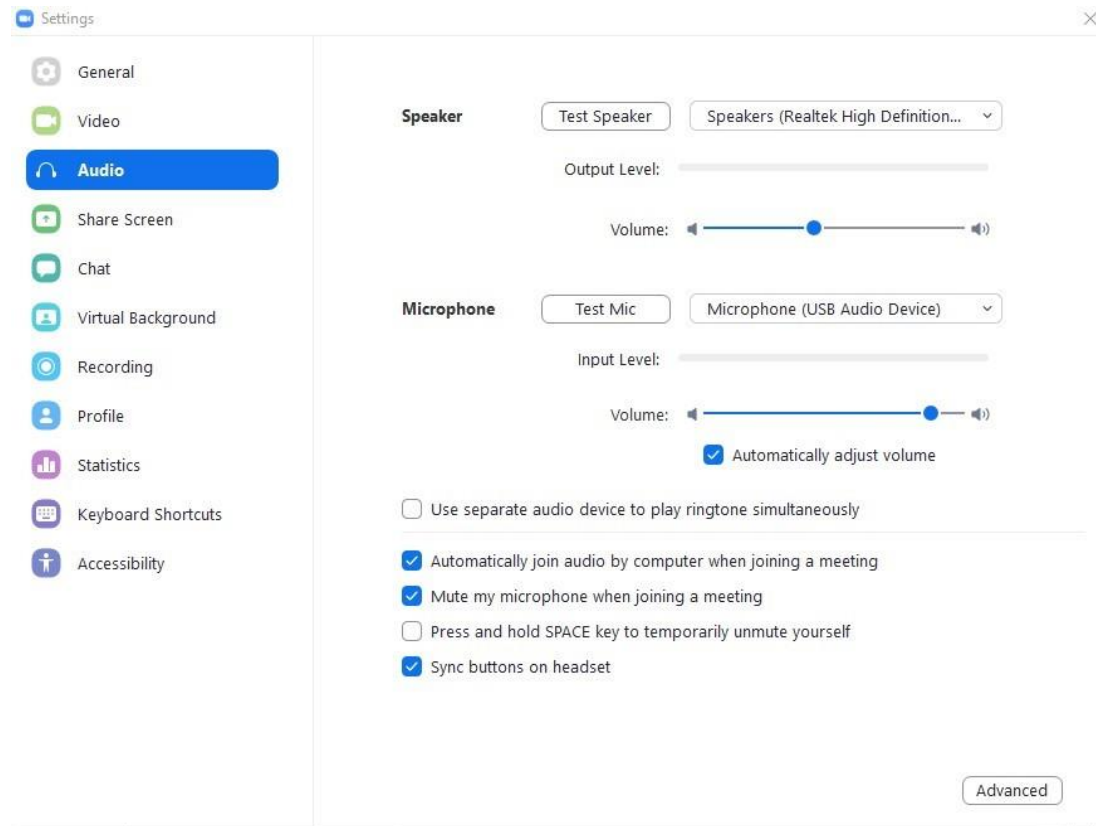 Settings
General
Video
Audio
Share Screen
Chat
Virtual Background
Recording
Profile
Statistics
Keyboard Shortcuts
Accessibility
Speaker Test Speaker Speakers (Realtek High Definition...
Output Level:
Volume:
Microphone Test Mic Microphone (USB Audio Device)
Input Level:
Volume:
Automatically adjust volume
Use separate audio device to play ringtone simultaneously
Automatically join audio by computer when joining a meeting
Mute my microphone when joining a meeting
Press and hold SPACE key to temporarily unmute yourself
Sync buttons on headset
Advanced